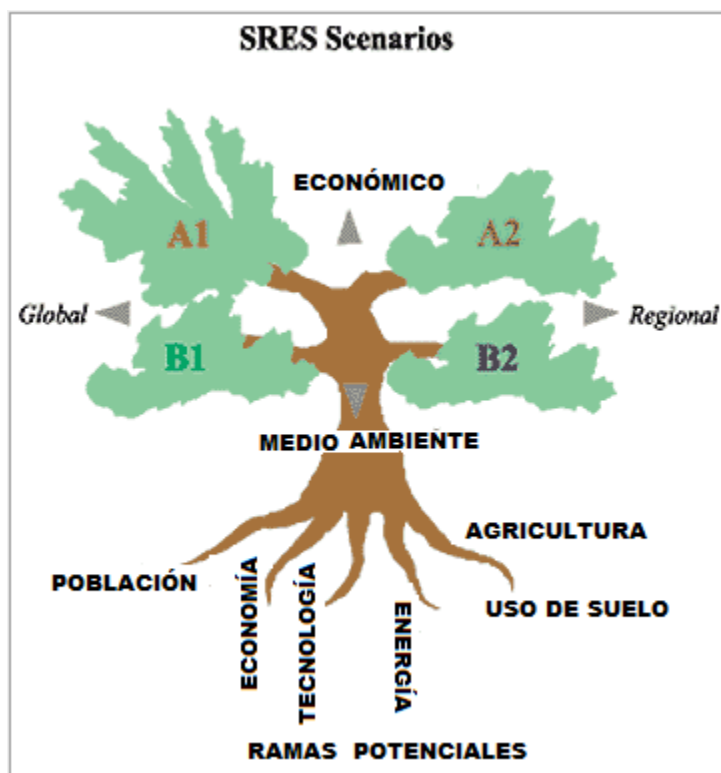 SRES Scenarios
ECONÓMICO
A1
A2
Global
Regional
B1
B2
MEDIO AMBIENTE
AGRICULTURA
POBLACIÓN
ECONOMÍA
TECNOLOGÍA
ENERGÍA
USO DE SUELO
RAMAS POTENCIALES